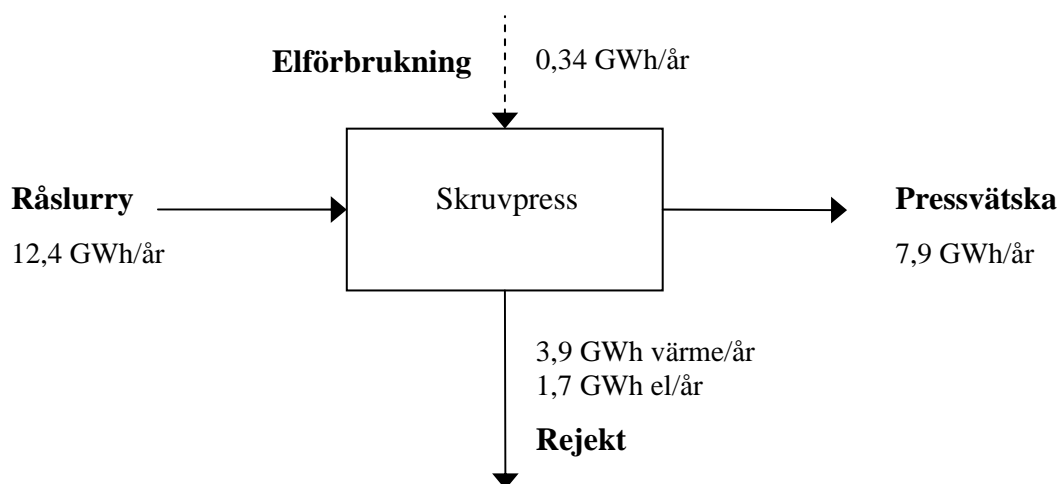 Elförbrukning
0,34 GWh/år
Råslurry
12,4 GWh/år
Skruvpress
Pressvätska
7,9 GWh/år
3,9 GWh värme/år
1,7 GWh el/år
Rejekt